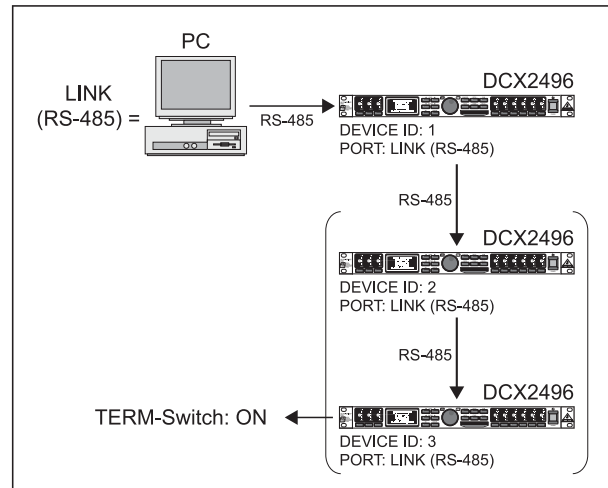 PC
LINK
(RS-485) =
RS-485
DCX2496
DEVICE ID: 1
PORT: LINK (RS-485)
RS-485
DCX2496
DEVICE ID: 2
PORT: LINK (RS-485)
RS-485
DCX2496
TERM-Switch: ON
DEVICE ID: 3
PORT: LINK (RS-485)